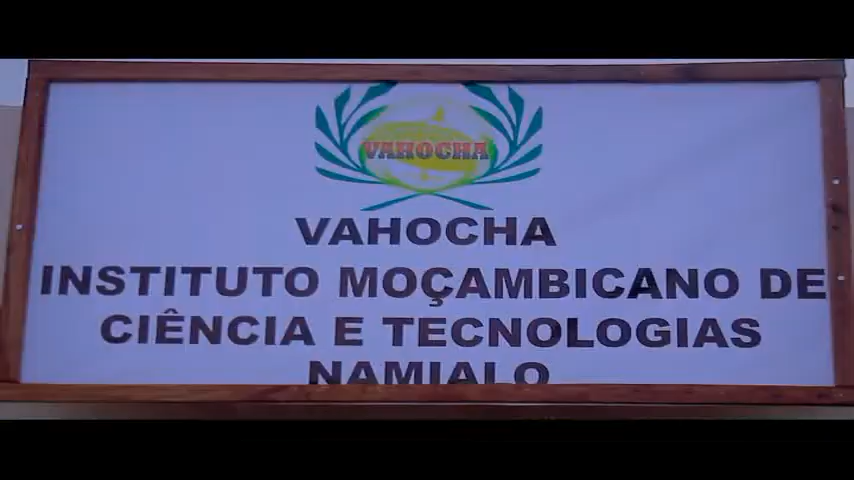 VAHOCHA
VAHOCHA
INSTITUTO MOÇAMBICANO DE
CIÊNCIA E TECNOLOGIAS
NAMIALO